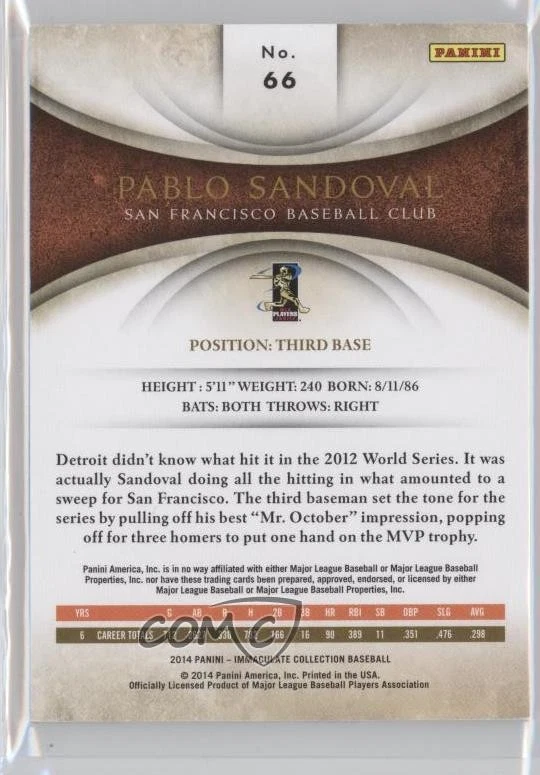 No.
66
PANINI
PABLO SANDOVAL
SAN FRANCISCO BASEBALL CLUB
PLAYERS
POSITION: THIRD BASE
HEIGHT : 5'11" WEIGHT: 240 BORN: 8/11/86
BATS: BOTH THROWS: RIGHT
Detroit didn't know what hit it in the 2012 World Series. It was
actually Sandoval doing all the hitting in what amounted to a
sweep for San Francisco. The third baseman set the tone for the
series by pulling off his best “Mr. October” impression, popping
off for three homers to put one hand on the MVP trophy.
Panini America, Inc. is in no way affiliated with either Major League Baseball or Major League Baseball
Properties, Inc. nor have these trading cards been prepared, approved, endorsed, or licensed by either
Major League Baseball or Major League Baseball Properties, Inc.
YRS G AB R H 2B 3B HR RBI SB OBP SLG AVG
6 CAREER TOTALS 166 16 90 389 11 .351 .476 .298
COMC
2014 PANINI - IMMACULATE COLLECTION BASEBALL
© 2014 Panini America, Inc. Printed in the USA.
Officially Licensed Product of Major League Baseball Players Association